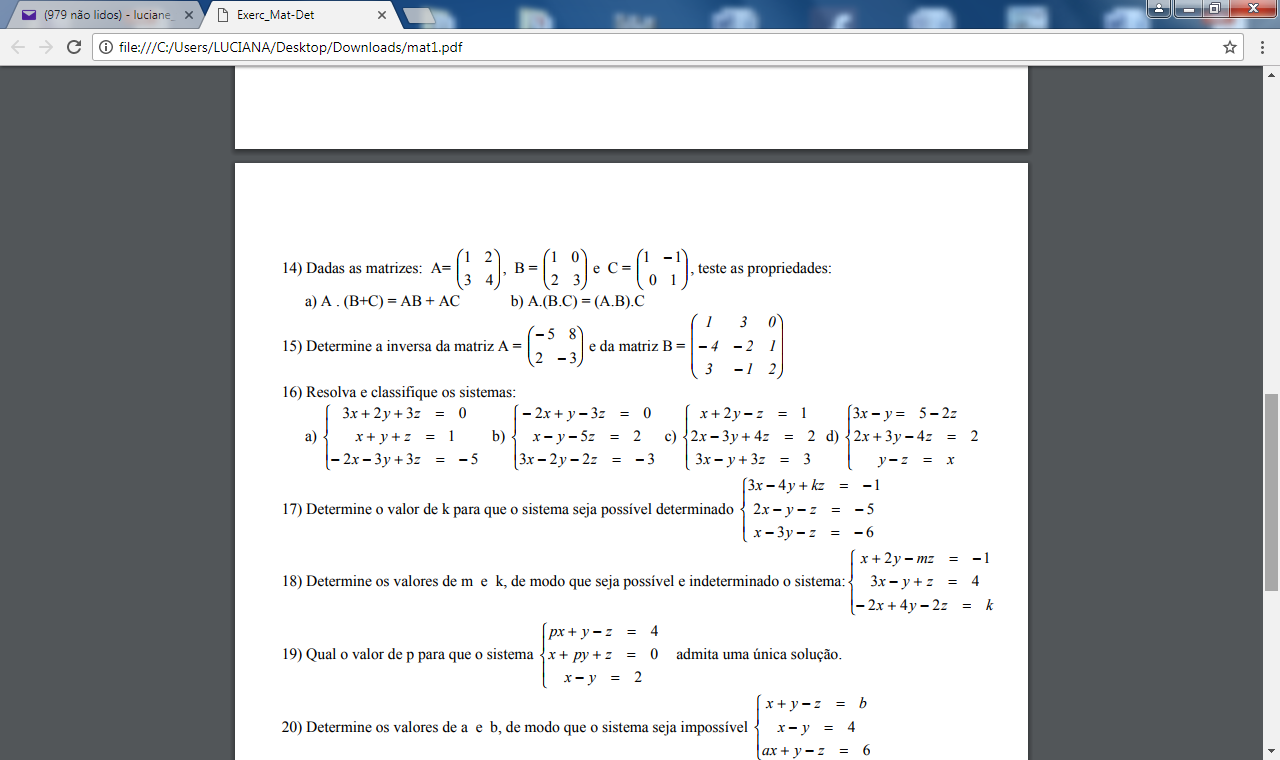 (979 não lidos) - luciane_
Exerc_Mat-Det
file:///C:/Users/LUCIANA/Desktop/Downloads/mat1.pdf
14) Dadas as matrizes: A= (1 2; 3 4), B = (1 0; 2 3) e C = (1 −1; 0 1), teste as propriedades:
a) A . (B+C) = AB + AC b) A.(B.C) = (A.B).C
15) Determine a inversa da matriz A = (−5 8; 2 −3) e da matriz B = (1 3 0; −4 −2 1; 3 −1 2)
16) Resolva e classifique os sistemas:
a) {3x + 2y + 3z = 0; x + y + z = 1; −2x − 3y + 3z = −5 b) {−2x + y − 3z = 0; x − y − 5z = 2; 3x − 2y − 2z = −3 c) {x + 2y − z = 1; 2x − 3y + 4z = 2; 3x − y + 3z = 3 d) {3x − y = 5 − 2z; 2x + 3y − 4z = 2; y − z = x
17) Determine o valor de k para que o sistema seja possível determinado {3x − 4y + kz = −1; 2x − y − z = −5; x − 3y − z = −6
18) Determine os valores de m e k, de modo que seja possível e indeterminado o sistema: {x + 2y − mz = −1; 3x − y + z = 4; −2x + 4y − 2z = k
19) Qual o valor de p para que o sistema {px + y − z = 4; x + py + z = 0; x − y = 2 admita uma única solução.
20) Determine os valores de a e b, de modo que o sistema seja impossível {x + y − z = b; x − y = 4; ax + y − z = 6